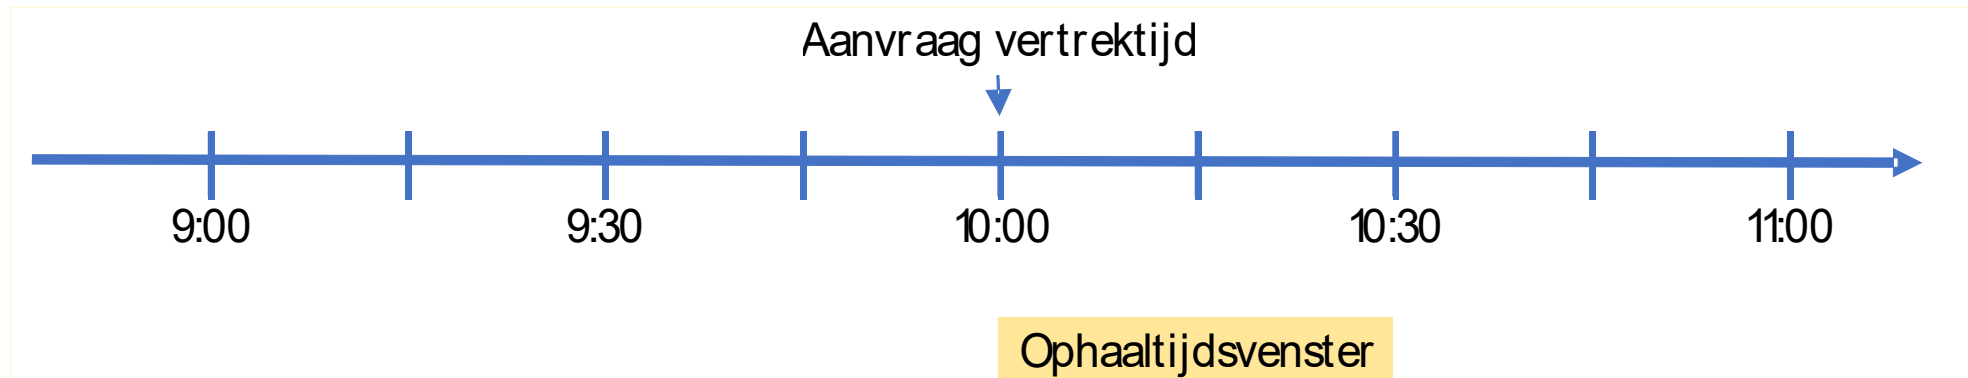 Aanvraag vertrektijd
9:00 9:30 10:00 10:30 11:00
Ophaaltijdsvenster